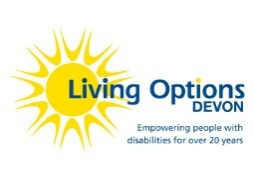 Living Options
DEVON
Empowering people with
disabilities for over 20 years